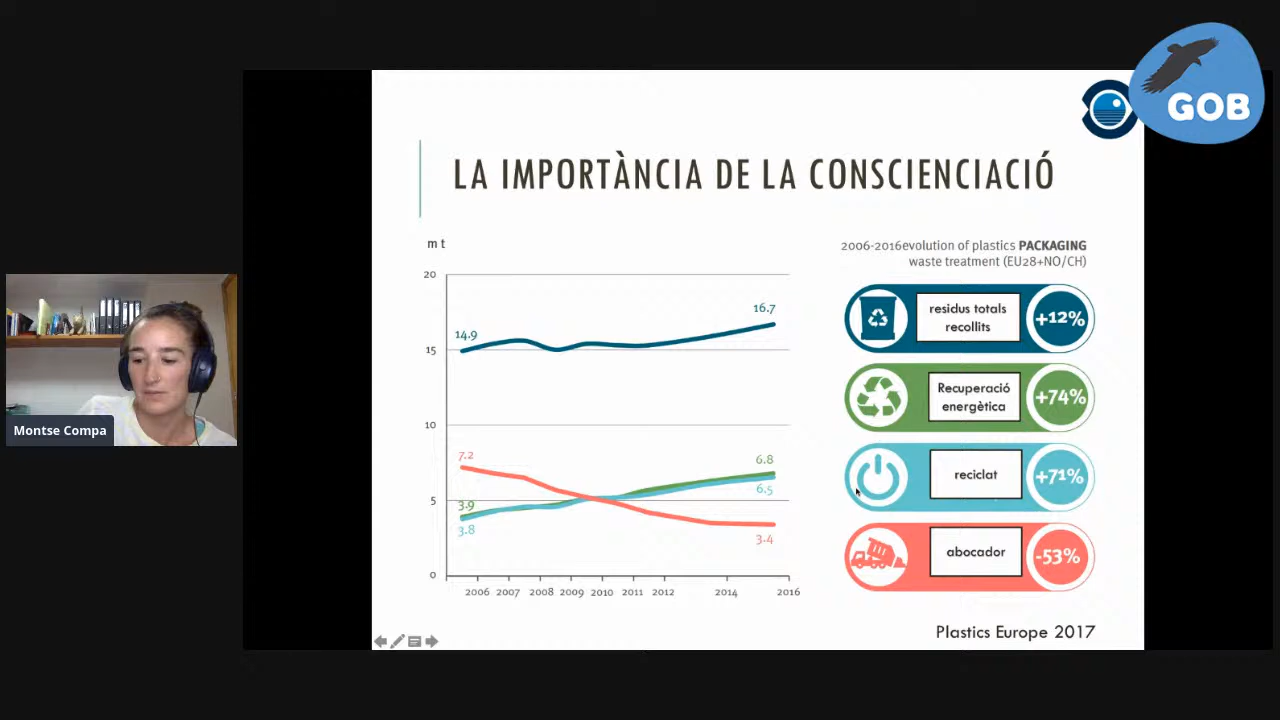 GOB
LA IMPORTÀNCIA DE LA CONSCIENCIACIÓ
m t
20
15
10
5
0
14.9
16.7
7.2
3.9
3.8
6.8
6.5
3.4
2006 2007 2008 2009 2010 2011 2012 2014 2016
2006-2016evolution of plastics PACKAGING
waste treatment (EU28+NO/CH)
residus totals
recollits
+12%
Recuperació
energètica
+74%
reciclat
+71%
abocador
-53%
Plastics Europe 2017
Montse Compa